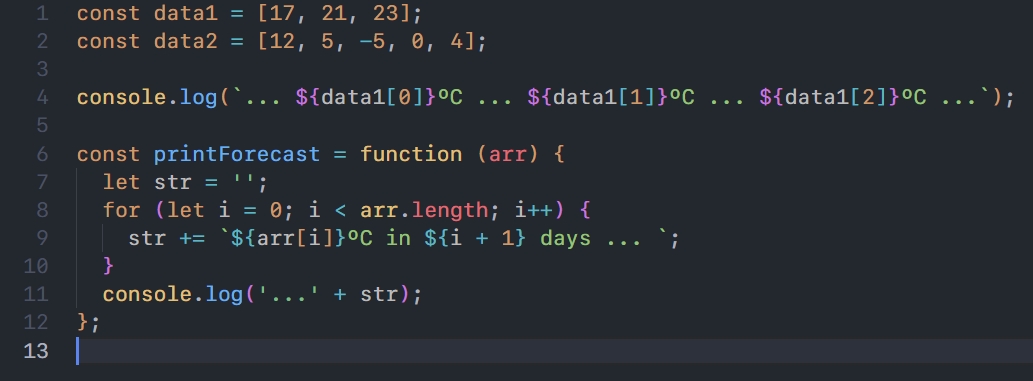 1 const data1 = [17, 21, 23];
2 const data2 = [12, 5, -5, 0, 4];
3
4 console.log(`... ${data1[0]}ºC ... ${data1[1]}ºC ... ${data1[2]}ºC ...`);
5
6 const printForecast = function (arr) {
7   let str = '';
8   for (let i = 0; i < arr.length; i++) {
9     str += `${arr[i]}ºC in ${i + 1} days ... `;
10   }
11   console.log('...' + str);
12 };
13